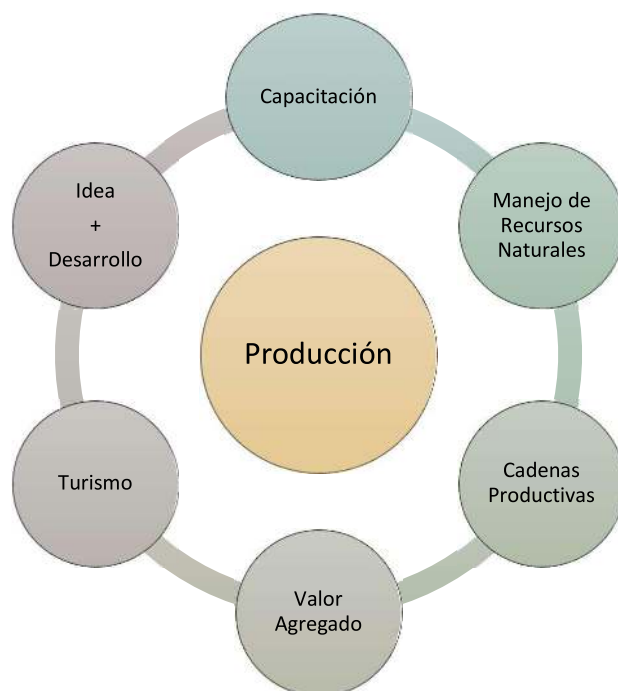 Capacitación
Manejo de
Recursos
Naturales
Cadenas
Productivas
Valor
Agregado
Turismo
Idea
+
Desarrollo
Producción